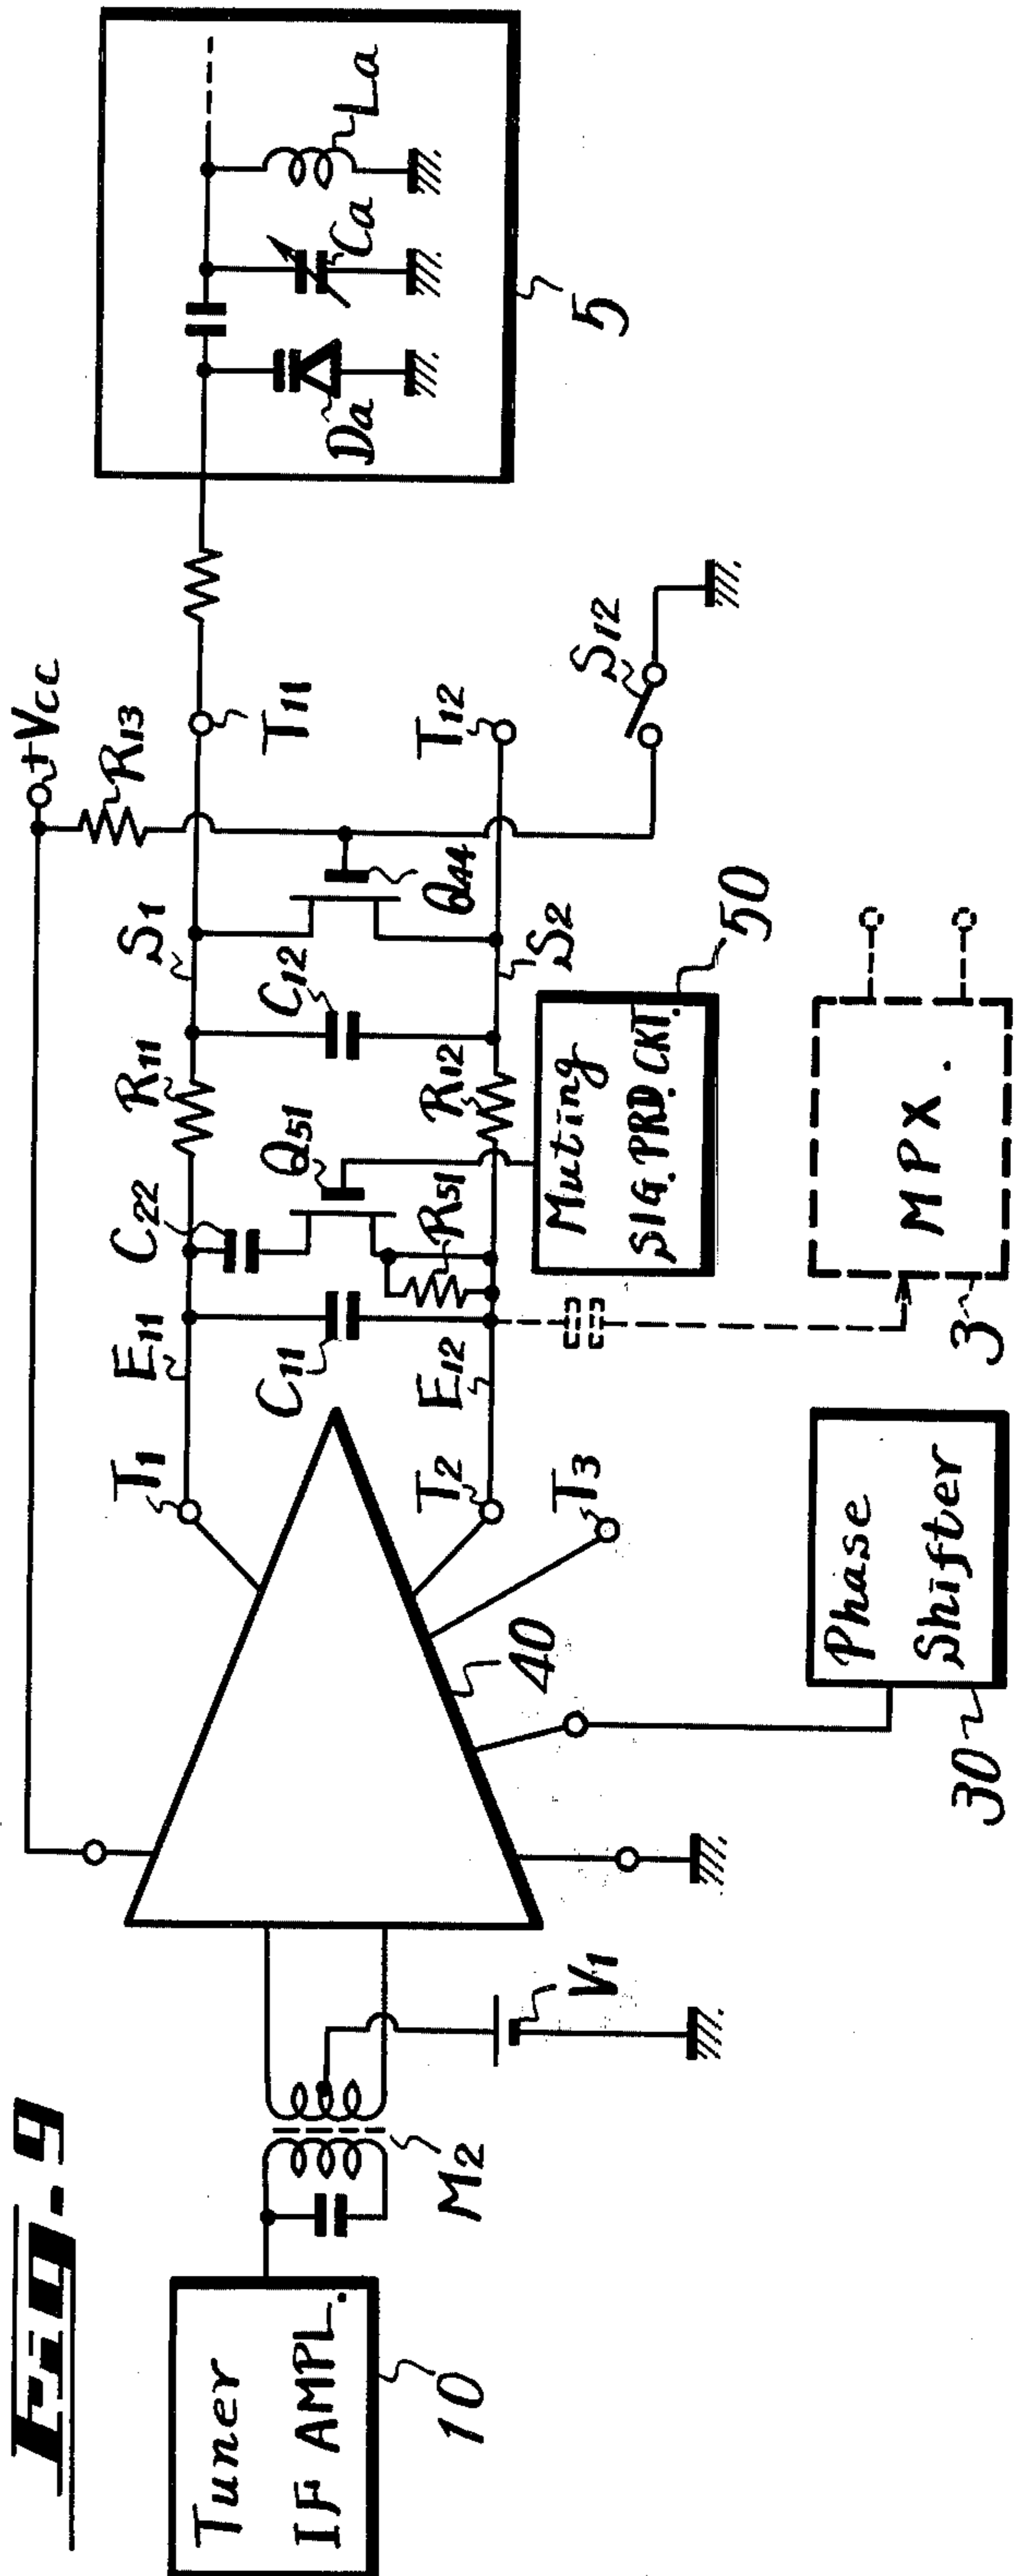 Fig. 9
Tuner
IF AMPL.
10
M2
V1
40
T1
T2
T3
Phase
Shifter
30
E11
E12
C11
C22
Q51
R51
R11
R12
C12
S1
S2
Q44
R13
+Vcc
T11
T12
S12
Muting
SIG. PRD. CKT.
50
MPX.
3
Da
Ca
La
5